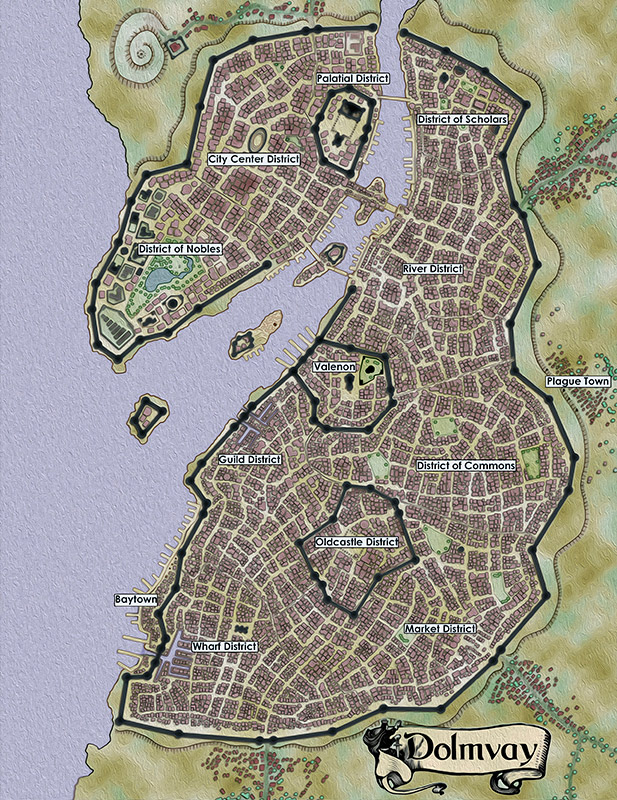 Palatial District
District of Scholars
City Center District
District of Nobles
River District
Valenon
Plague Town
Guild District
District of Commons
Oldcastle District
Baytown
Market District
Wharf District
Dolmvay